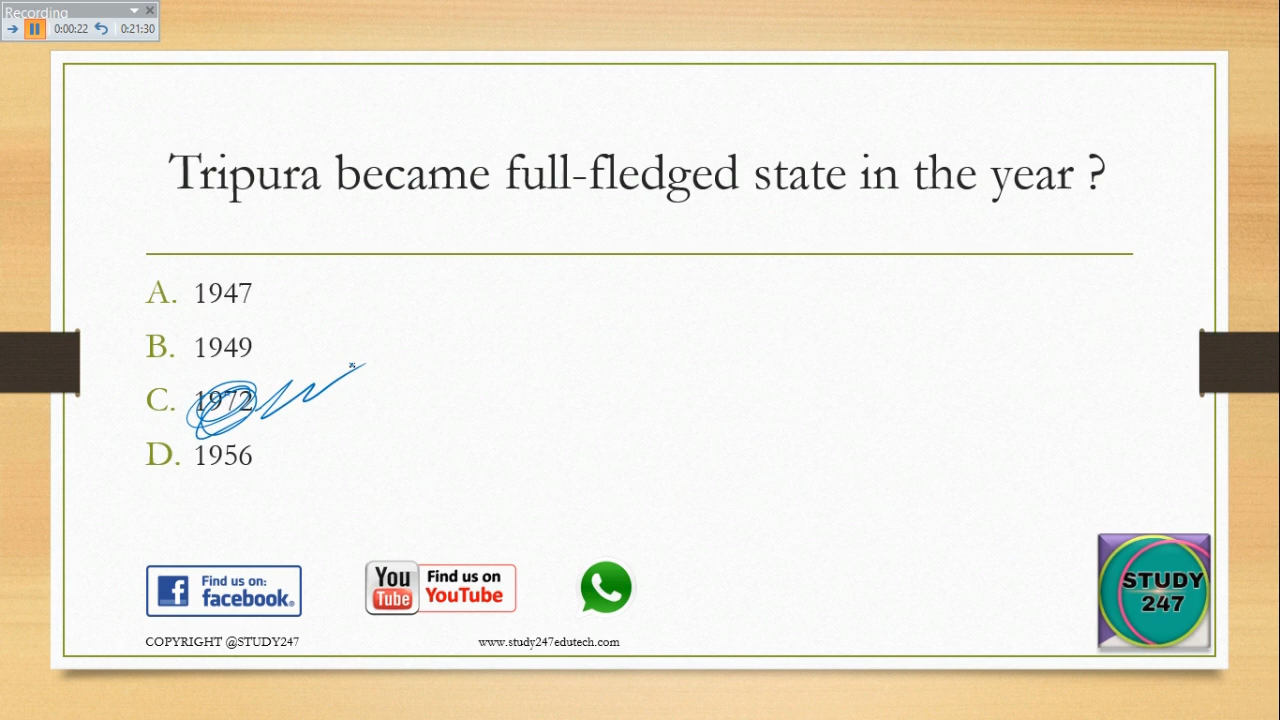 Recording
0:00:22 0:21:30
Tripura became full-fledged state in the year ?
A. 1947
B. 1949
C. 1972
D. 1956
Find us on: facebook.
You Tube Find us on YouTube
STUDY 247
COPYRIGHT @STUDY247 www.study247edutech.com